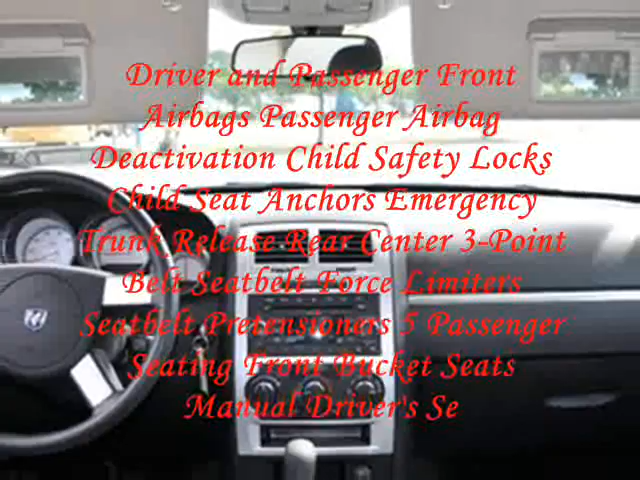 Driver and Passenger Front
Airbags Passenger Airbag
Deactivation Child Safety Locks
Child Seat Anchors Emergency
Trunk Release Rear Center 3-Point
Belt Seatbelt Force Limiters
Seatbelt Pretensioners 5 Passenger
Seating Front Bucket Seats
Manual Driver's Se